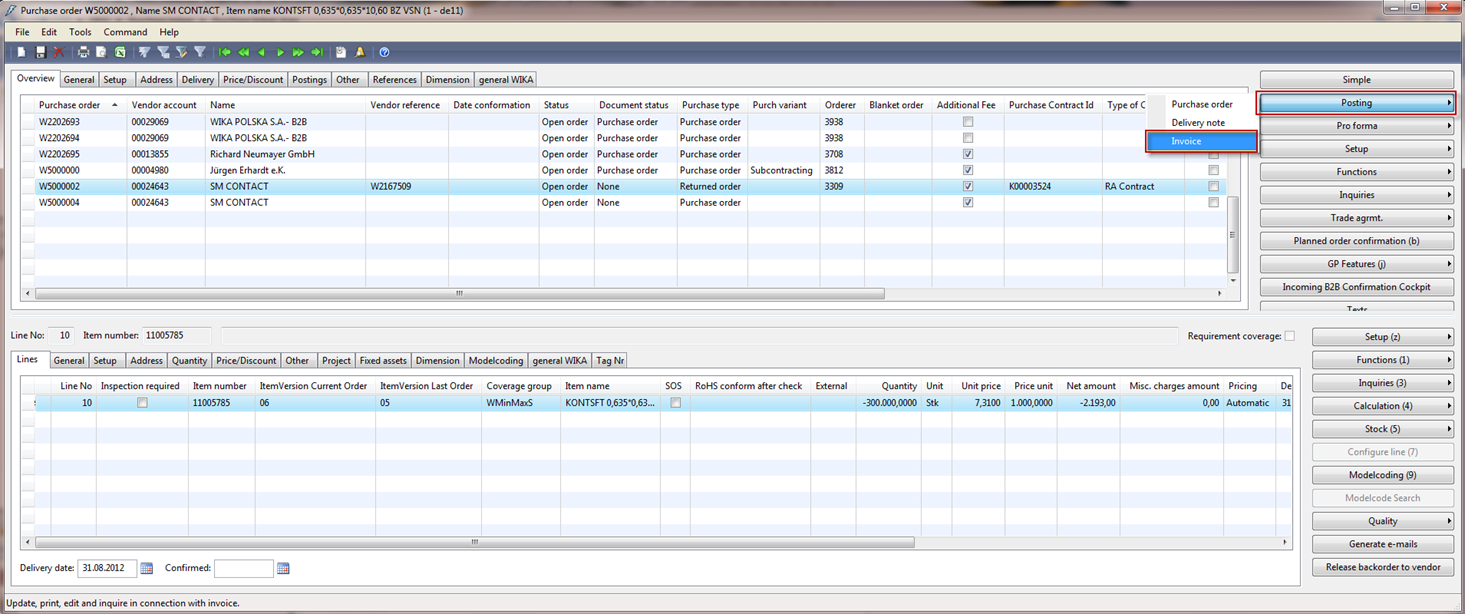 Purchase order W5000002 , Name SM CONTACT , Item name KONTSFT 0,635*0,635*10,60 BZ VSN (1 - de11)
File Edit Tools Command Help
Overview General Setup Address Delivery Price/Discount Postings Other References Dimension general WIKA
Purchase order Vendor account Name Vendor reference Date conformation Status Document status Purchase type Purch variant Orderer Blanket order Additional Fee Purchase Contract Id Type of C
W2202693 00029069 WIKA POLSKA S.A.- B2B Open order Purchase order Purchase order 3938
W2202694 00029069 WIKA POLSKA S.A.- B2B Open order Purchase order Purchase order 3938
W2202695 00013855 Richard Neumayer GmbH Open order Purchase order Purchase order 3708
W5000000 00004980 Jürgen Erhardt e.K. Open order Purchase order Purchase order Subcontracting 3812
W5000002 00024643 SM CONTACT W2167509 Open order None Returned order 3309 K00003524 RA Contract
W5000004 00024643 SM CONTACT Open order None Purchase order
Purchase order
Delivery note
Invoice
Simple
Posting
Pro forma
Setup
Functions
Inquiries
Trade agrmt.
Planned order confirmation (b)
GP Features (j)
Incoming B2B Confirmation Cockpit
Line No: 10 Item number: 11005785 Requirement coverage:
Lines General Setup Address Quantity Price/Discount Other Project Fixed assets Dimension Modelcoding general WIKA Tag Nr
Line No Inspection required Item number ItemVersion Current Order ItemVersion Last Order Coverage group Item name SOS RoHS conform after check External Quantity Unit Unit price Price unit Net amount Misc. charges amount Pricing De
10 11005785 06 05 WMinMaxS KONTSFT 0,635*0,63... -300.000,0000 Stk 7,3100 1.000,0000 -2.193,00 0,00 Automatic 31
Setup (z)
Functions (1)
Inquiries (3)
Calculation (4)
Stock (5)
Configure line (7)
Modelcoding (9)
Modelcode Search
Quality
Generate e-mails
Release backorder to vendor
Delivery date: 31.08.2012 Confirmed:
Update, print, edit and inquire in connection with invoice.